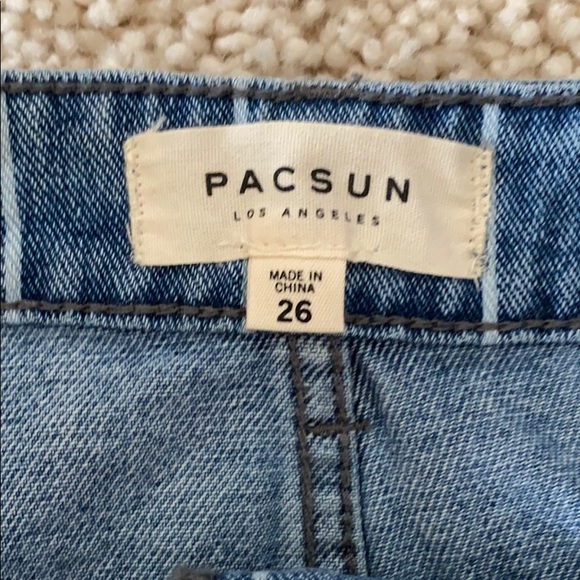 PACSUN
LOS ANGELES
MADE IN
CHINA
26